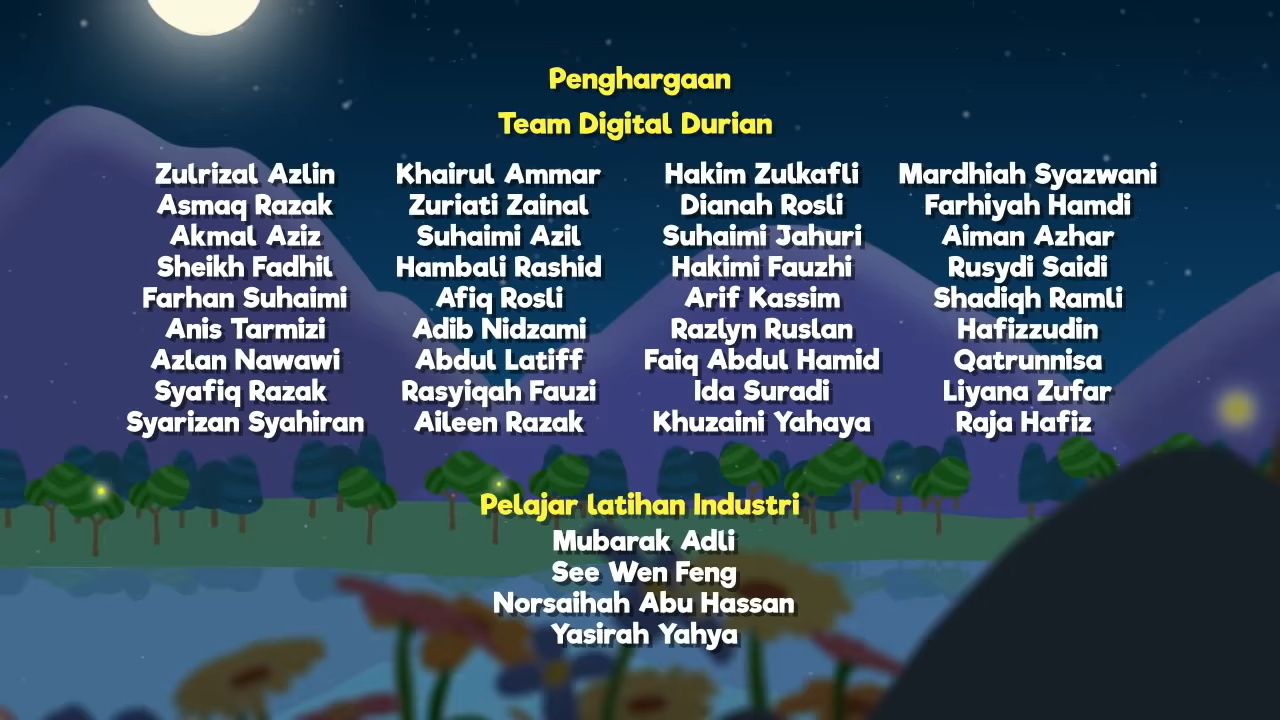 Penghargaan
Team Digital Durian
Zulrizal Azlin
Asmaq Razak
Akmal Aziz
Sheikh Fadhil
Farhan Suhaimi
Anis Tarmizi
Azlan Nawawi
Syafiq Razak
Syarizan Syahiran
Khairul Ammar
Zuriati Zainal
Suhaimi Azil
Hambali Rashid
Afiq Rosli
Adib Nidzami
Abdul Latiff
Rasyiqah Fauzi
Aileen Razak
Hakim Zulkafli
Dianah Rosli
Suhaimi Jahuri
Hakimi Fauzhi
Arif Kassim
Razlyn Ruslan
Faiq Abdul Hamid
Ida Suradi
Khuzaini Yahaya
Mardhiah Syazwani
Farhiyah Hamdi
Aiman Azhar
Rusydi Saidi
Shadiqh Ramli
Hafizzudin
Qatrunnisa
Liyana Zufar
Raja Hafiz
Pelajar latihan Industri
Mubarak Adli
See Wen Feng
Norsaihah Abu Hassan
Yasirah Yahya